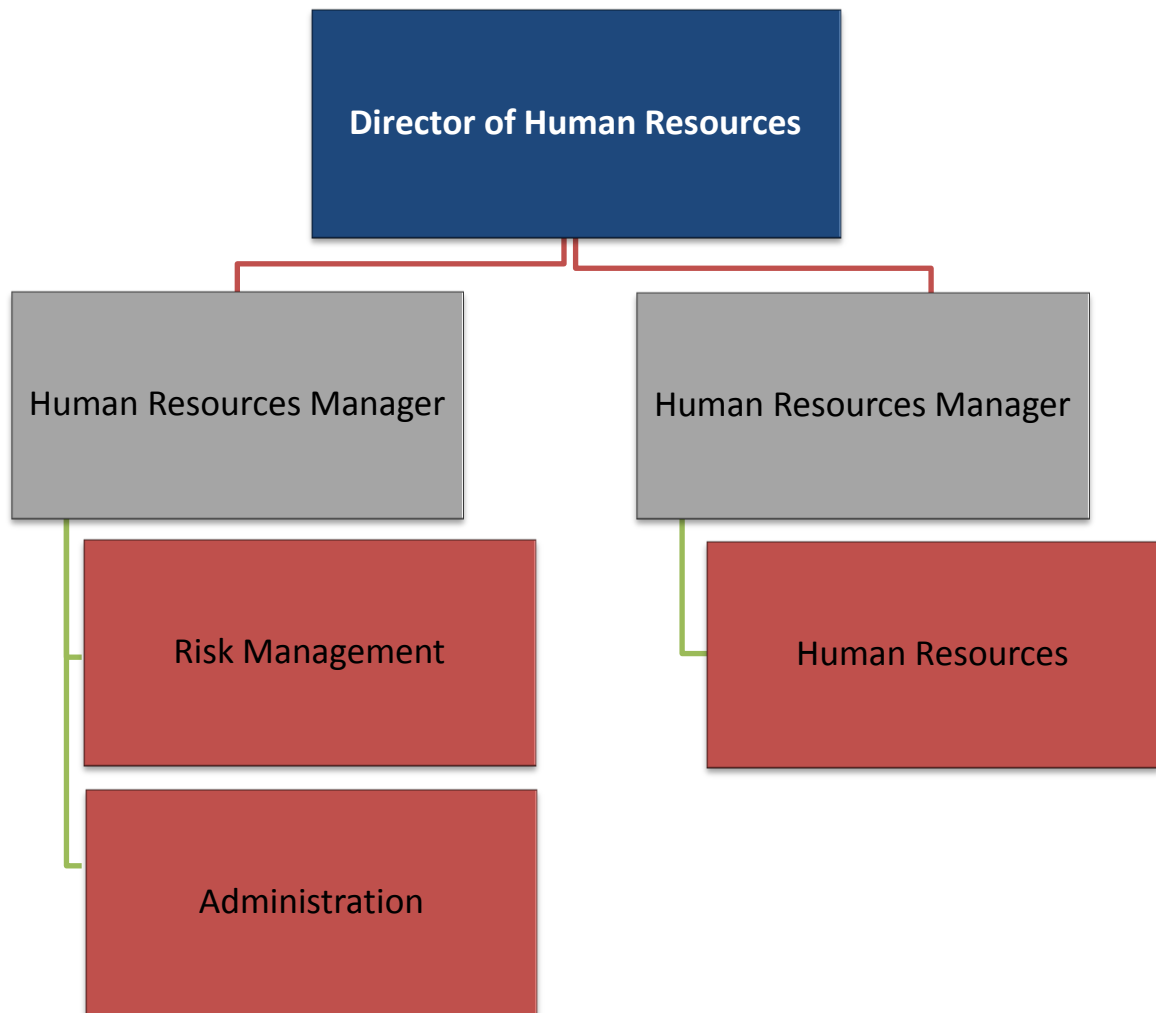 Director of Human Resources
Human Resources Manager
Human Resources Manager
Risk Management
Human Resources
Administration